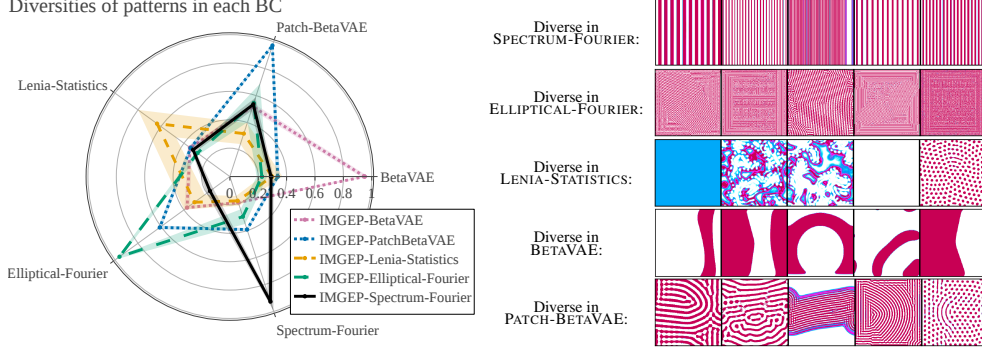 Diversities of patterns in each BC
Patch-BetaVAE
Lenia-Statistics
BetaVAE
Elliptical-Fourier
Spectrum-Fourier
0 0.2 0.4 0.6 0.8 1
IMGEP-BetaVAE
IMGEP-PatchBetaVAE
IMGEP-Lenia-Statistics
IMGEP-Elliptical-Fourier
IMGEP-Spectrum-Fourier
Diverse in
SPECTRUM-FOURIER:
Diverse in
ELLIPTICAL-FOURIER:
Diverse in
LENIA-STATISTICS:
Diverse in
BETAVAE:
Diverse in
PATCH-BETAVAE: